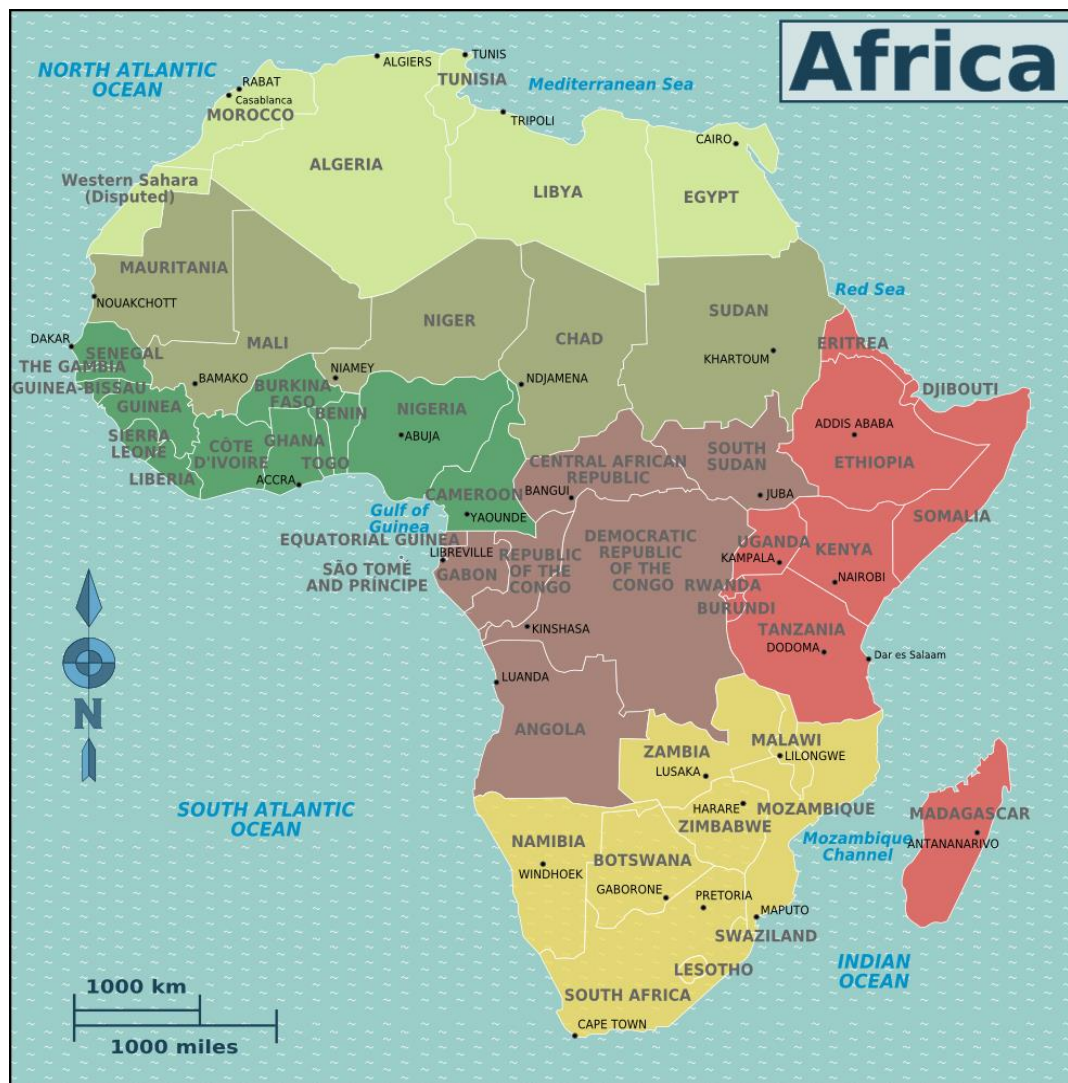 Africa
NORTH ATLANTIC
OCEAN
RABAT
Casablanca
MOROCCO
ALGIERS
TUNIS
TUNISIA
Mediterranean Sea
TRIPOLI
CAIRO
ALGERIA
LIBYA
EGYPT
Western Sahara
(Disputed)
MAURITANIA
NOUAKCHOTT
MALI
NIGER
CHAD
SUDAN
KHARTOUM
Red Sea
ERITREA
DAKAR
SENEGAL
THE GAMBIA
GUINEA-BISSAU
BAMAKO
NIAMEY
BURKINA
FASO
NDJAMENA
DJIBOUTI
GUINEA
BENIN
NIGERIA
ABUJA
ADDIS ABABA
SIERRA
LEONE
CÔTE
D'IVOIRE
GHANA
TOGO
LIBERIA
ACCRA
CENTRAL AFRICAN
REPUBLIC
SOUTH
SUDAN
ETHIOPIA
CAMEROON
BANGUI
JUBA
Gulf of
Guinea
YAOUNDE
SOMALIA
EQUATORIAL GUINEA
LIBREVILLE
SÃO TOMÉ
AND PRÍNCIPE
GABON
REPUBLIC
OF THE
CONGO
DEMOCRATIC
REPUBLIC
OF THE
CONGO
UGANDA
KAMPALA
KENYA
NAIROBI
RWANDA
BURUNDI
KINSHASA
TANZANIA
DODOMA
Dar es Salaam
LUANDA
N
ANGOLA
ZAMBIA
LUSAKA
MALAWI
LILONGWE
SOUTH ATLANTIC
OCEAN
HARARE
ZIMBABWE
MOZAMBIQUE
MADAGASCAR
ANTANANARIVO
Mozambique
Channel
NAMIBIA
WINDHOEK
BOTSWANA
GABORONE
PRETORIA
MAPUTO
SWAZILAND
LESOTHO
INDIAN
OCEAN
SOUTH AFRICA
CAPE TOWN
1000 km
1000 miles